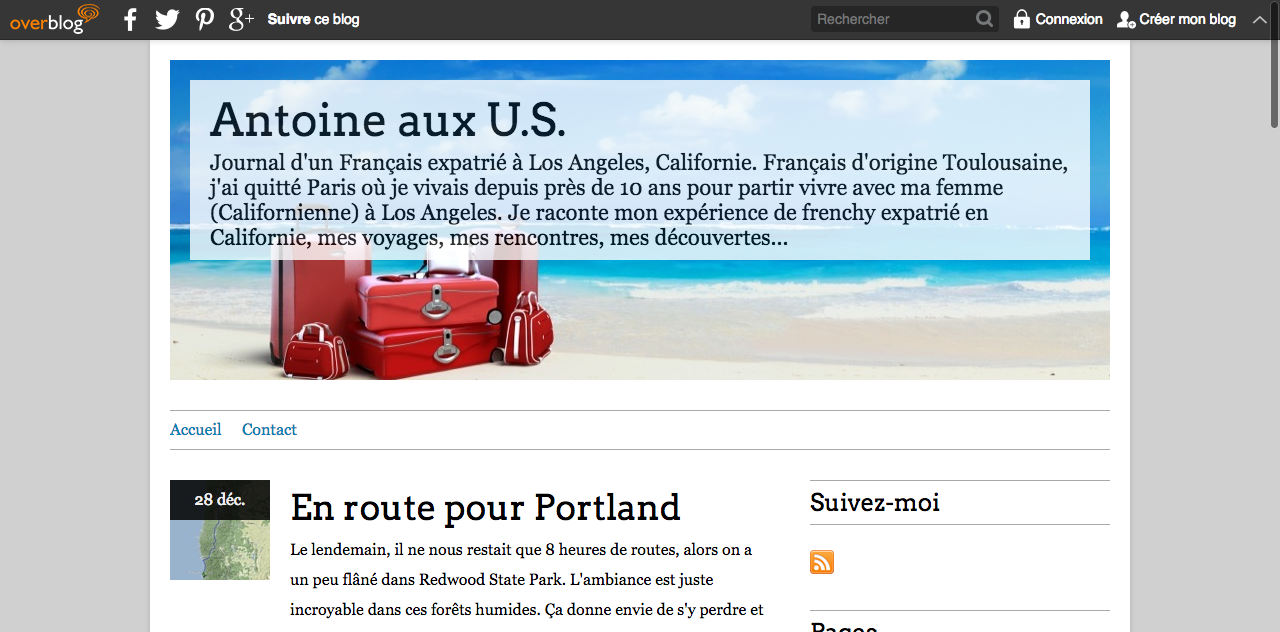 overblog
Suivre ce blog
Rechercher
Connexion
Créer mon blog
Antoine aux U.S.
Journal d'un Français expatrié à Los Angeles, Californie. Français d'origine Toulousaine,
j'ai quitté Paris où je vivais depuis près de 10 ans pour partir vivre avec ma femme
(Californienne) à Los Angeles. Je raconte mon expérience de frenchy expatrié en
Californie, mes voyages, mes rencontres, mes découvertes...
Accueil
Contact
28 déc.
En route pour Portland
Le lendemain, il ne nous restait que 8 heures de routes, alors on a
un peu flâné dans Redwood State Park. L'ambiance est juste
incroyable dans ces forêts humides. Ça donne envie de s'y perdre et
Suivez-moi
Pages